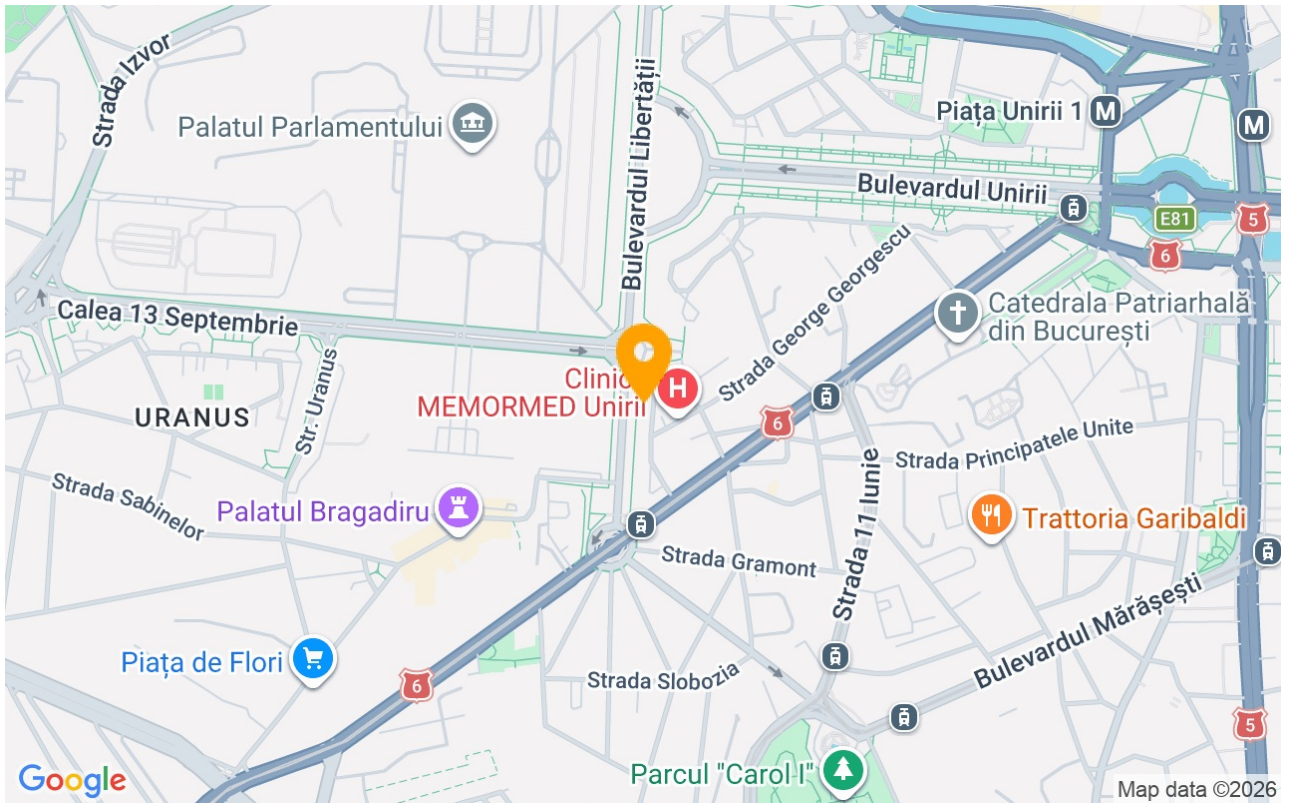 Strada Izvor
Palatul Parlamentului
Bulevardul Libertății
Piața Unirii 1
M
M
Bulevardul Unirii
E81
5
6
Strada George Georgescu
Catedrala Patriarhală
din București
Calea 13 Septembrie
Str. Uranus
URANUS
Clinic
MEMORMED Unirii
H
6
Strada Principatele Unite
Strada Sabinelor
Palatul Bragadiru
Strada 11 Iunie
Trattoria Garibaldi
Strada Gramont
Bulevardul Mărășești
Piața de Flori
6
Strada Slobozia
5
Parcul "Carol I"
Google
Map data ©2026